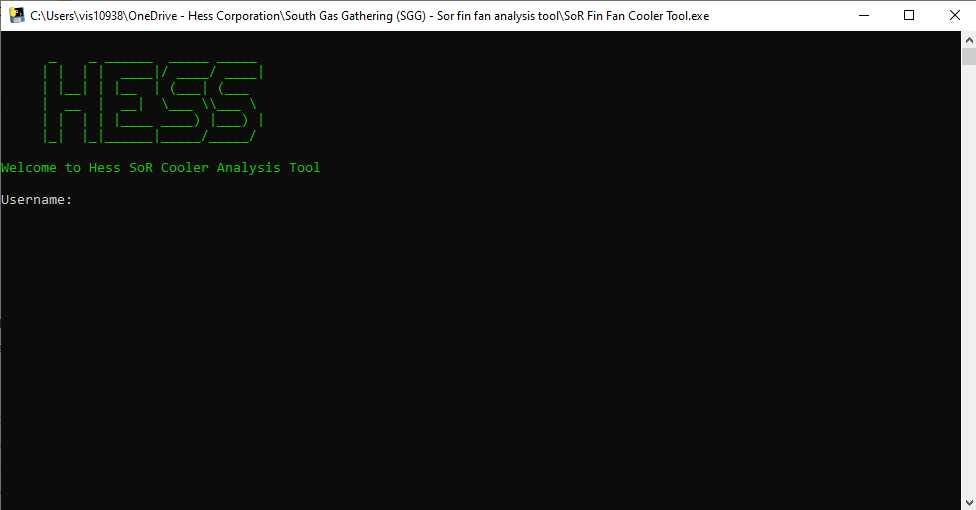 C:\Users\vis10938\OneDrive - Hess Corporation\South Gas Gathering (SGG) - Sor fin fan analysis tool\SoR Fin Fan Cooler Tool.exe
HESS
Welcome to Hess SoR Cooler Analysis Tool
Username: